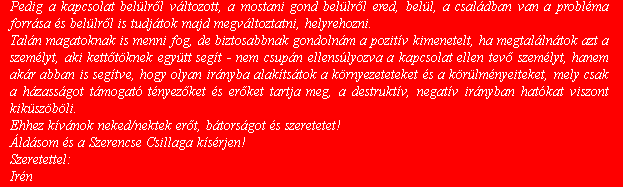 Pedig a kapcsolat belülről változott, a mostani gond belülről ered, belül, a családban van a probléma
forrása és belülről is tudjátok majd megváltoztatni, helyrehozni.
Talán magatoknak is menni fog, de biztosabbnak gondolnám a pozitív kimenetelt, ha megtalálnátok azt a
személyt, aki kettőtöknek együtt segít - nem csupán ellensúlyozva a kapcsolat ellen tevő személyt, hanem
akár abban is segítve, hogy olyan irányba alakítsátok a környezeteteket és a körülményeiteket, mely csak
a házasságot támogató tényezőket és erőket tartja meg, a destruktív, negatív irányban hatókat viszont
kiküszöböli.
Ehhez kívánok neked/nektek erőt, bátorságot és szeretetet!
Áldásom és a Szerencse Csillaga kísérjen!
Szeretettel:
Irén